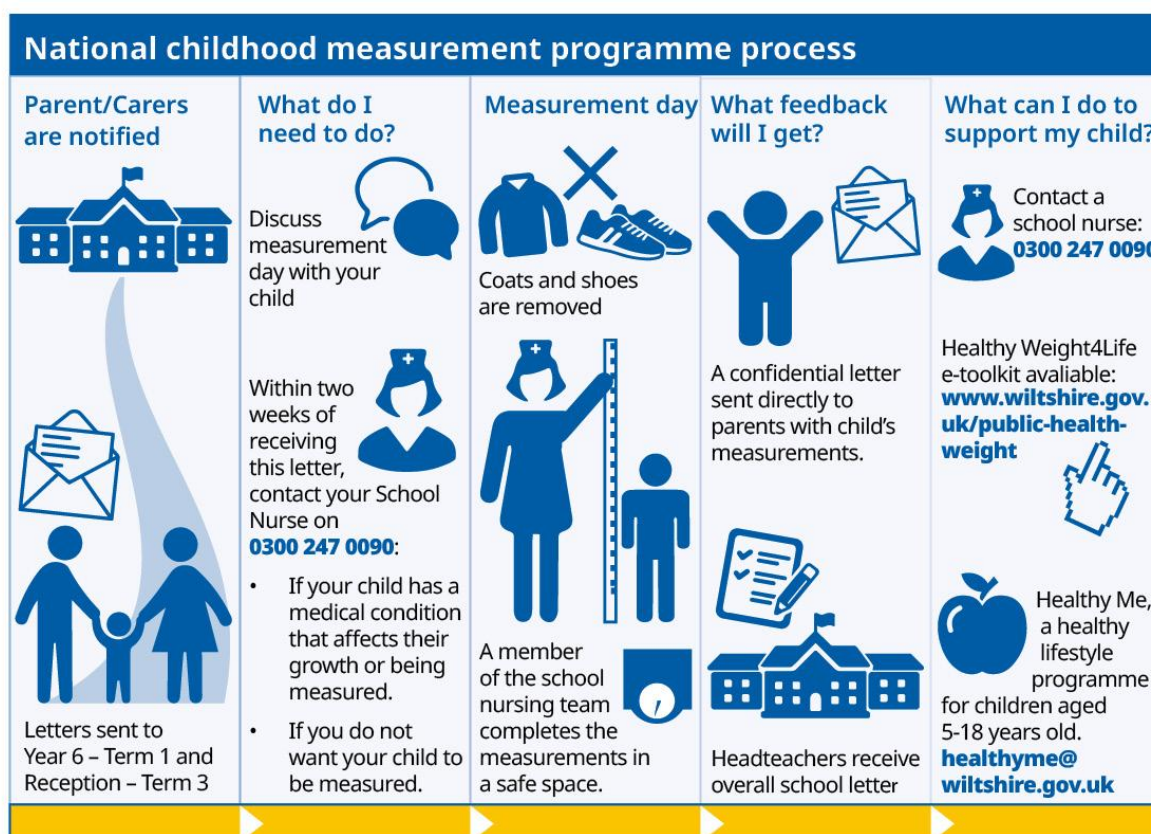 National childhood measurement programme process
Parent/Carers
are notified
Letters sent to
Year 6 – Term 1 and
Reception – Term 3
What do I
need to do?
Discuss
measurement
day with your
child
Within two
weeks of
receiving
this letter,
contact your School
Nurse on
0300 247 0090:
• If your child has a
medical condition
that affects their
growth or being
measured.
• If you do not
want your child to
be measured.
Measurement day
Coats and shoes
are removed
A member
of the school
nursing team
completes the
measurements in
a safe space.
What feedback
will I get?
A confidential letter
sent directly to
parents with child's
measurements.
Headteachers receive
overall school letter
What can I do to
support my child?
Contact a
school nurse:
0300 247 0090
Healthy Weight4Life
e-toolkit avaliable:
www.wiltshire.gov.
uk/public-health-
weight
Healthy Me,
a healthy
lifestyle
programme
for children aged
5-18 years old.
healthyme@
wiltshire.gov.uk